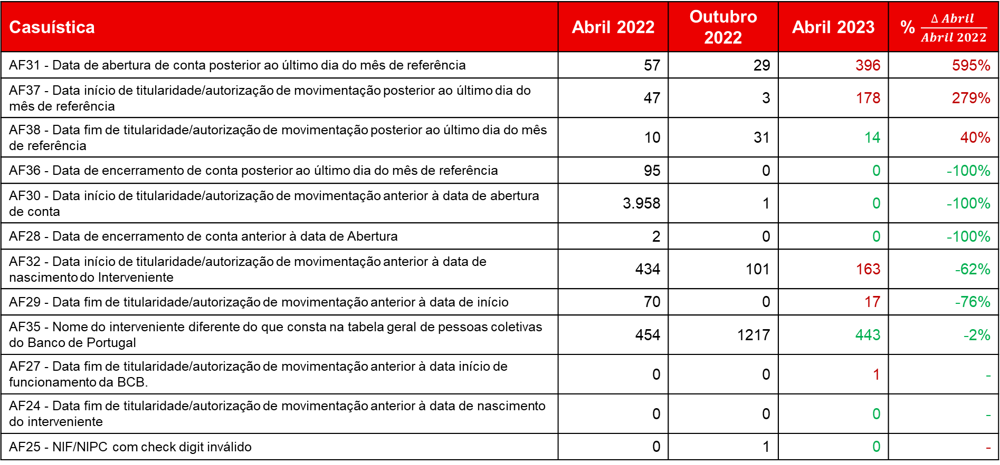 Casuística
Abril 2022
Outubro
2022
Abril 2023
% Δ Abril
Abril 2022
AF31 - Data de abertura de conta posterior ao último dia do mês de referência
57
29
396
595%
AF37 - Data início de titularidade/autorização de movimentação posterior ao último dia do
mês de referência
47
3
178
279%
AF38 - Data fim de titularidade/autorização de movimentação posterior ao último dia do mês
de referência
10
31
14
40%
AF36 - Data de encerramento de conta posterior ao último dia do mês de referência
95
0
0
-100%
AF30 - Data início de titularidade/autorização de movimentação anterior à data de abertura
de conta
3.958
1
0
-100%
AF28 - Data de encerramento de conta anterior à data de Abertura
2
0
0
-100%
AF32 - Data início de titularidade/autorização de movimentação anterior à data de
nascimento do Interveniente
434
101
163
-62%
AF29 - Data fim de titularidade/autorização de movimentação anterior à data de início
70
0
17
-76%
AF35 - Nome do interveniente diferente do que consta na tabela geral de pessoas coletivas
do Banco de Portugal
454
1217
443
-2%
AF27 - Data fim de titularidade/autorização de movimentação anterior à data início de
funcionamento da BCB.
0
0
1
-
AF24 - Data fim de titularidade/autorização de movimentação anterior à data de nascimento
do interveniente
0
0
0
-
AF25 - NIF/NIPC com check digit inválido
0
1
0
-